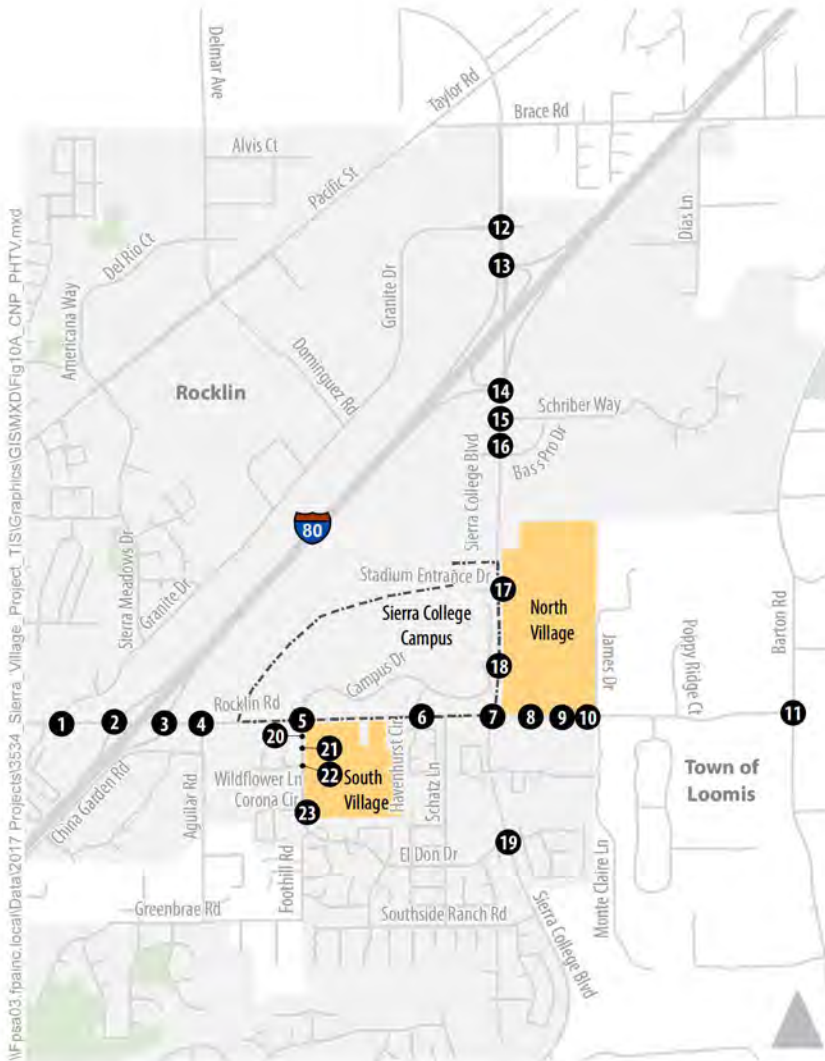 Delmar Ave
Taylor Rd
Brace Rd
Alvis Ct
Pacific St
Dias Ln
12
Del Rio Ct
13
Granite Dr
Americana Way
Dominguez Rd
Rocklin
14
Schriber Way
15
16
Bass Pro Dr
Sierra College Blvd
80
Stadium Entrance Dr
17
North
Village
Sierra College
Campus
Sierra Meadows Dr
Granite Dr
James Dr
Poppy Ridge Ct
Barton Rd
18
Campus Dr
Rocklin Rd
1
2
3
4
5
6
7
8
9
10
11
20
21
22
Havenhurst Cir
Schatz Ln
Wildflower Ln
South
Village
Corona Cir
China Garden Rd
Aguilar Rd
Town of
Loomis
23
19
El Don Dr
Foothill Rd
Monte Claire Ln
Greenbrae Rd
Southside Ranch Rd
Sierra College Blvd
\\Fpsa03.fpainc.local\Data\2017 Projects\3534_Sierra_Village_Project_TIS\Graphics\GIS\MXD\Fig10A_CNP_PHTV.mxd